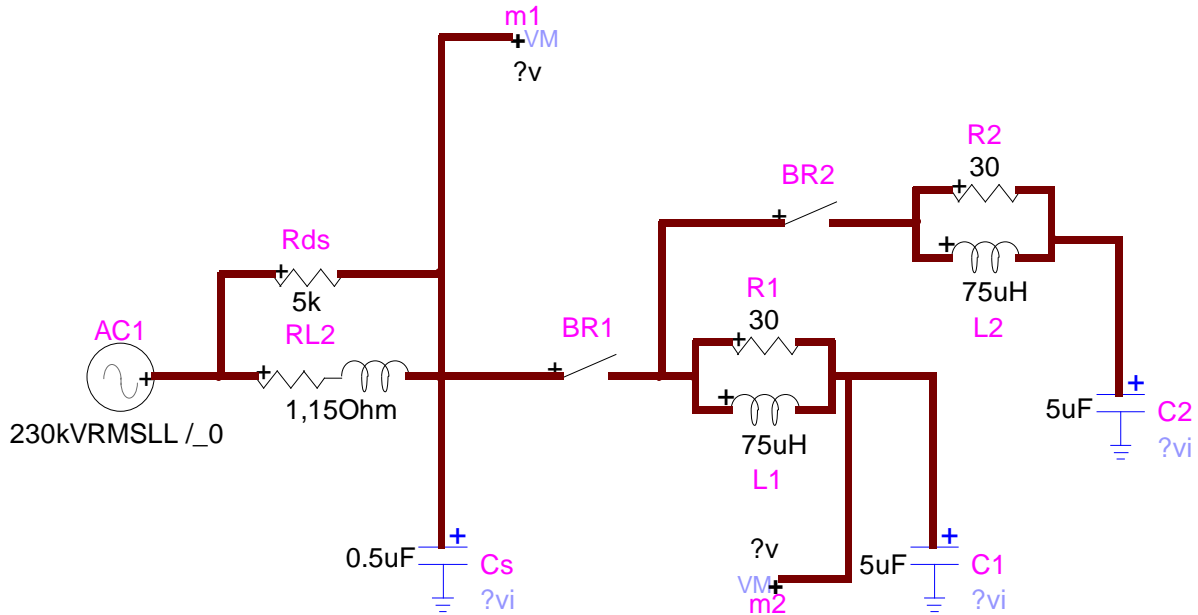 m1
+VM
?v
R2
+
30
BR2
+
Rds
+
5k
+
75uH
L2
R1
+
30
AC1
+
RL2
+
BR1
+
1,15Ohm
230kVRMSLL /_0
+
75uH
L1
+
5uF
C2
?vi
?v
+
0.5uF
Cs
?vi
VM+
m2
+
5uF
C1
?vi